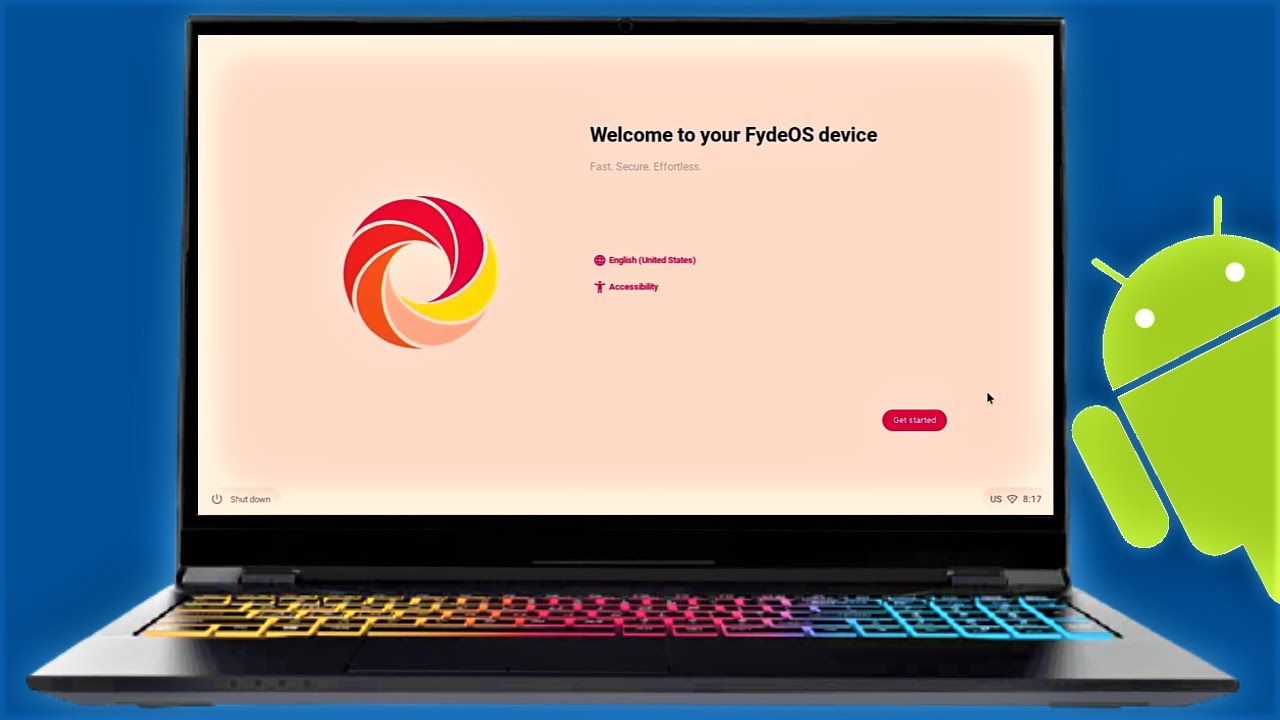 Welcome to your FydeOS device
Fast. Secure. Effortless.
English (United States)
Accessibility
Get started
Shut down
US 8:17